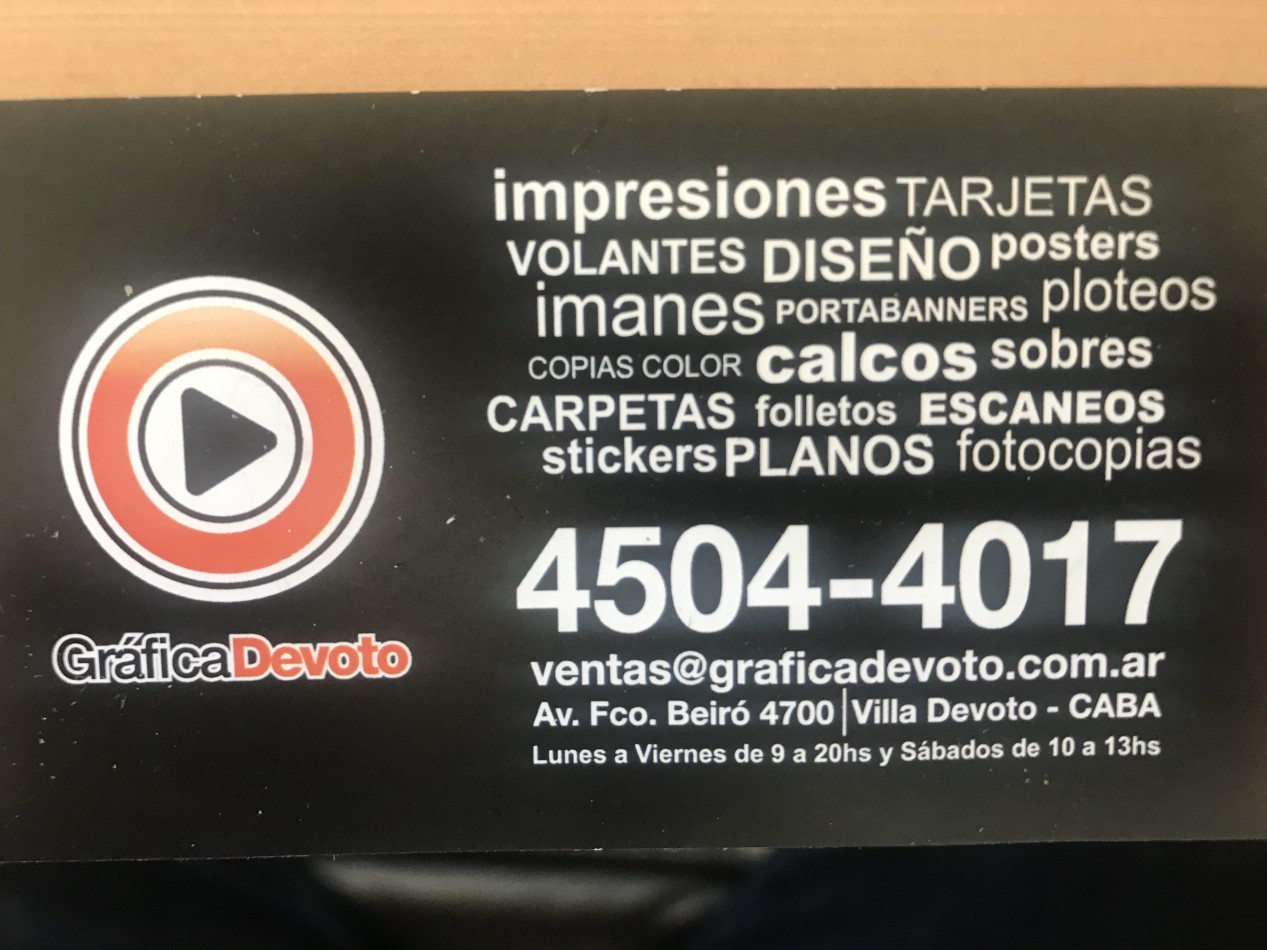 impresiones TARJETAS
VOLANTES DISEÑO posters
imanes PORTABANNERS ploteos
COPIAS COLOR calcos sobres
CARPETAS folletos ESCANEOS
stickers PLANOS fotocopias
4504-4017
GráficaDevoto
ventas@graficadevoto.com.ar
Av. Fco. Beiró 4700 | Villa Devoto - CABA
Lunes a Viernes de 9 a 20hs y Sábados de 10 a 13hs